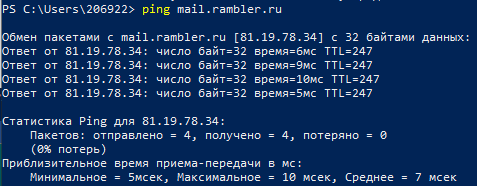 PS C:\Users\206922> ping mail.rambler.ru
Обмен пакетами с mail.rambler.ru [81.19.78.34] с 32 байтами данных:
Ответ от 81.19.78.34: число байт=32 время=6мс TTL=247
Ответ от 81.19.78.34: число байт=32 время=9мс TTL=247
Ответ от 81.19.78.34: число байт=32 время=10мс TTL=247
Ответ от 81.19.78.34: число байт=32 время=5мс TTL=247
Статистика Ping для 81.19.78.34:
Пакетов: отправлено = 4, получено = 4, потеряно = 0
(0% потерь)
Приблизительное время приема-передачи в мс:
Минимальное = 5мсек, Максимальное = 10 мсек, Среднее = 7 мсек